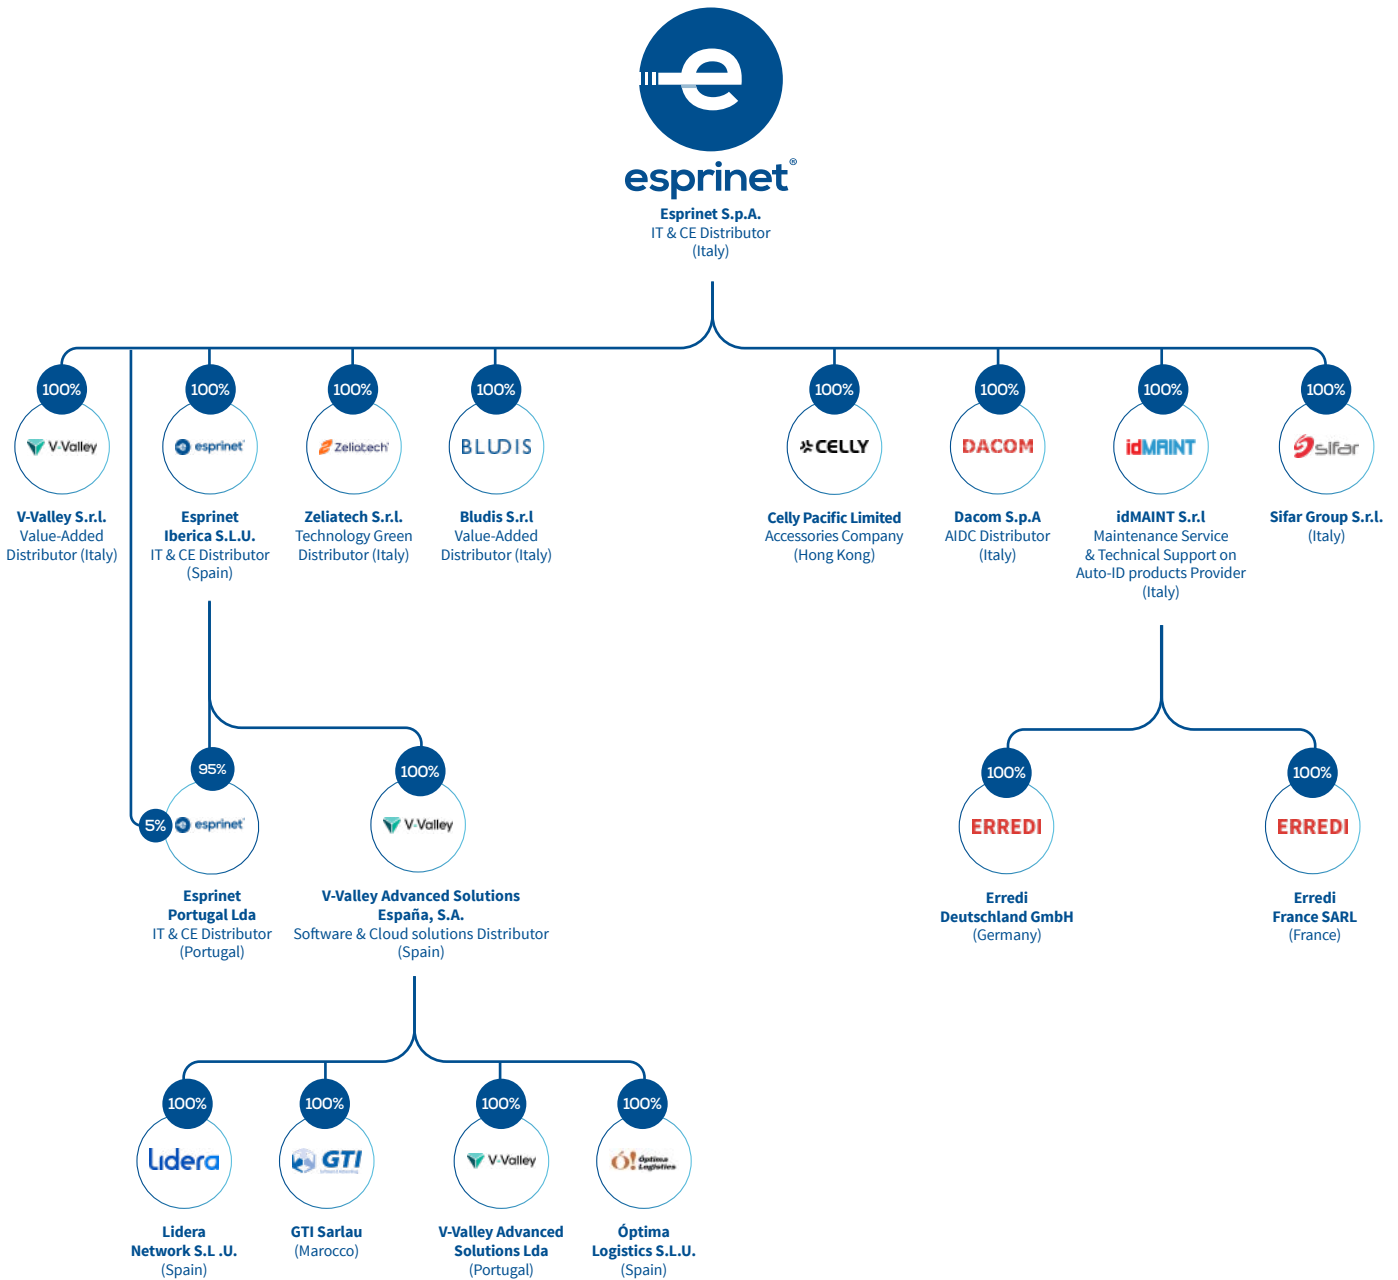 e
esprinet®
Esprinet S.p.A.
IT & CE Distributor
(Italy)
100%
V-Valley
V-Valley S.r.l.
Value-Added
Distributor (Italy)
100%
esprinet
Esprinet
Iberica S.L.U.
IT & CE Distributor
(Spain)
100%
Zeliatech
Zeliatech S.r.l.
Technology Green
Distributor (Italy)
100%
BLUDIS
Bludis S.r.l
Value-Added
Distributor (Italy)
100%
CELLY
Celly Pacific Limited
Accessories Company
(Hong Kong)
100%
DACOM
Dacom S.p.A
AIDC Distributor
(Italy)
100%
idMAINT
idMAINT S.r.l
Maintenance Service
& Technical Support on
Auto-ID products Provider
(Italy)
100%
sifar
Sifar Group S.r.l.
(Italy)
95%
5%
esprinet
Esprinet
Portugal Lda
IT & CE Distributor
(Portugal)
100%
V-Valley
V-Valley Advanced Solutions
España, S.A.
Software & Cloud solutions Distributor
(Spain)
100%
ERREDI
Erredi
Deutschland GmbH
(Germany)
100%
ERREDI
Erredi
France SARL
(France)
100%
Lidera
Lidera
Network S.L .U.
(Spain)
100%
GTI
GTI Sarlau
(Marocco)
100%
V-Valley
V-Valley Advanced
Solutions Lda
(Portugal)
100%
Ó! Óptima
Logistics
Óptima
Logistics S.L.U.
(Spain)